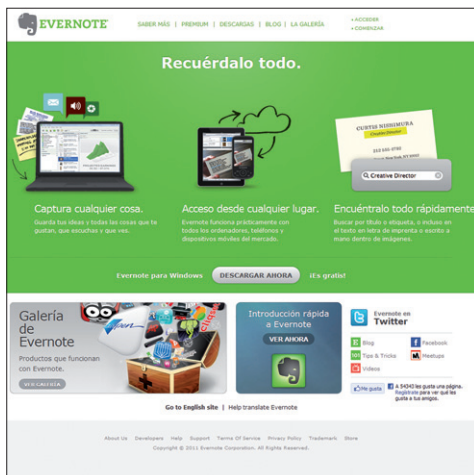 EVERNOTE
SABER MÁS | PREMIUM | DESCARGAS | BLOG | LA GALERÍA
ACCEDER
COMENZAR
Recuérdalo todo.
CURTIS NISHIMURA
Creative Director
Creative Director
Captura cualquier cosa.
Guarda tus ideas y todas las cosas que te
gustan, que escuchas y que ves.
Acceso desde cualquier lugar.
Evernote funciona prácticamente con
todos los ordenadores, teléfonos y
dispositivos móviles del mercado.
Encuéntralo todo rápidamente
Buscar por título o etiqueta, o incluso en
el texto en letra de imprenta o escrito a
mano dentro de imágenes.
Evernote para Windows DESCARGAR AHORA ¡Es gratis!
Galería
de
Evernote
Productos que funcionan
con Evernote.
VER GALERÍA
Introducción rápida
a Evernote
VER AHORA
Evernote en
Twitter
Blog
Facebook
Tips & Tricks
Meetups
Videos
Me gusta
A 54343 les gusta una página.
Regístrate para ver qué les
gusta a tus amigos.
Go to English site | Help translate Evernote
About Us Developers Help Support Terms Of Service Privacy Policy Trademark Store
Copyright © 2011 Evernote Corporation. All Rights Reserved.